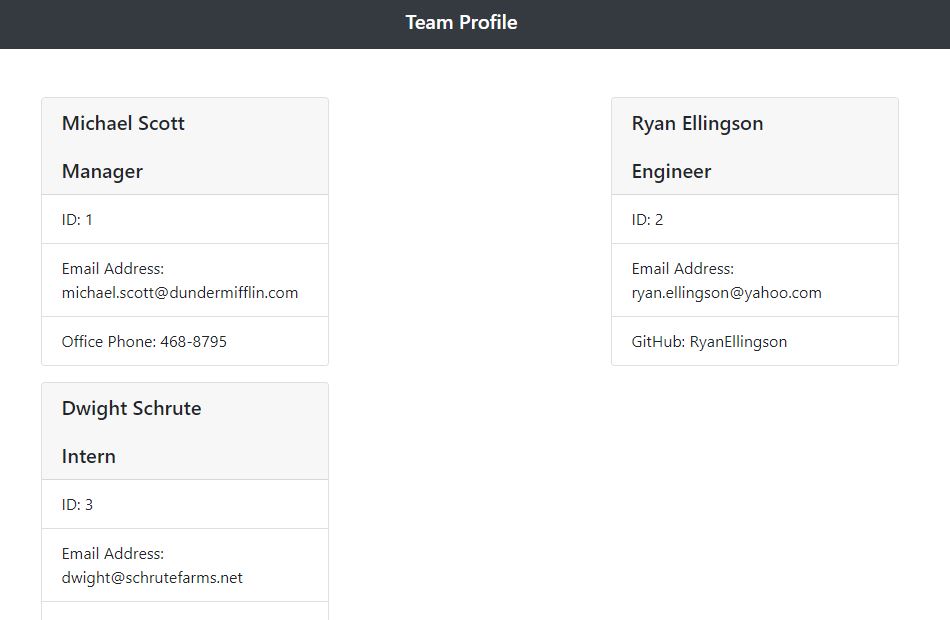 Team Profile
Michael Scott
Manager
ID: 1
Email Address:
michael.scott@dundermifflin.com
Office Phone: 468-8795
Ryan Ellingson
Engineer
ID: 2
Email Address:
ryan.ellingson@yahoo.com
GitHub: RyanEllingson
Dwight Schrute
Intern
ID: 3
Email Address:
dwight@schrutefarms.net